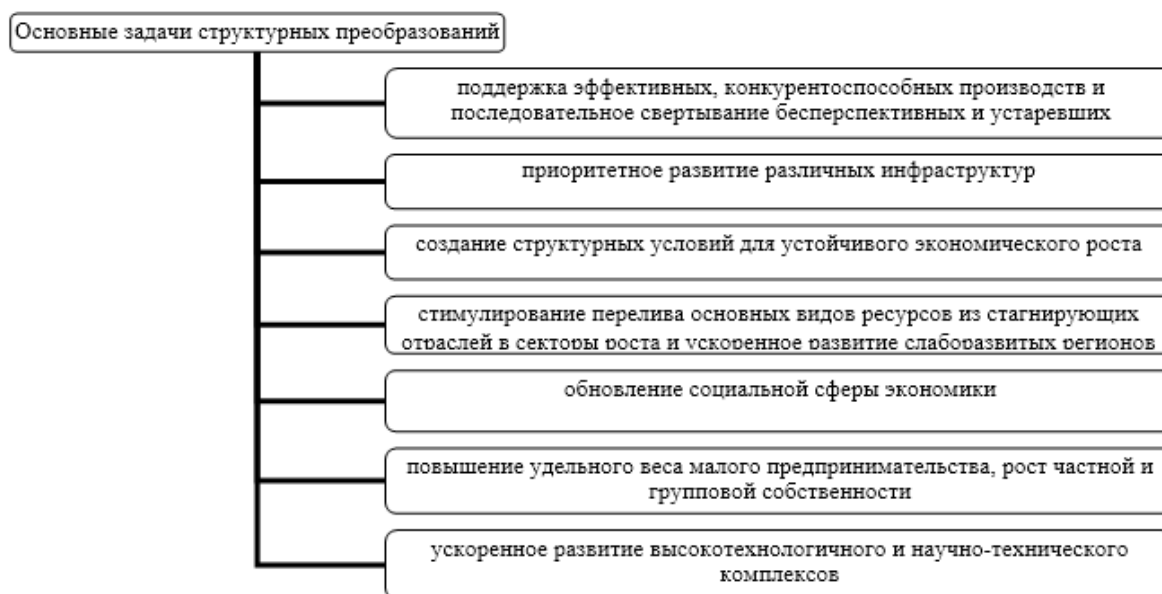 Основные задачи структурных преобразований
поддержка эффективных, конкурентоспособных производств и
последовательное свертывание бесперспективных и устаревших
приоритетное развитие различных инфраструктур
создание структурных условий для устойчивого экономического роста
стимулирование перелива основных видов ресурсов из стагнирующих
отраслей в секторы роста и ускоренное развитие слаборазвитых регионов
обновление социальной сферы экономики
повышение удельного веса малого предпринимательства, рост частной и
групповой собственности
ускоренное развитие высокотехнологичного и научно-технического
комплексов